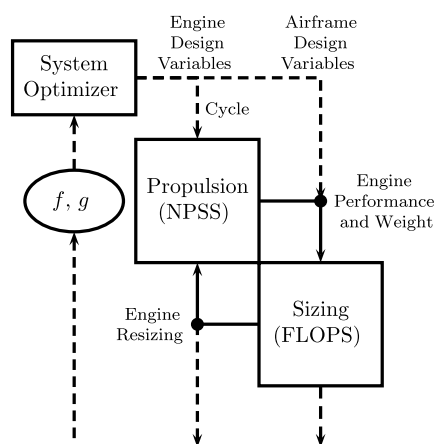 Engine
Design
Variables
Airframe
Design
Variables
System
Optimizer
Cycle
Propulsion
(NPSS)
Engine
Performance
and Weight
f, g
Engine
Resizing
Sizing
(FLOPS)